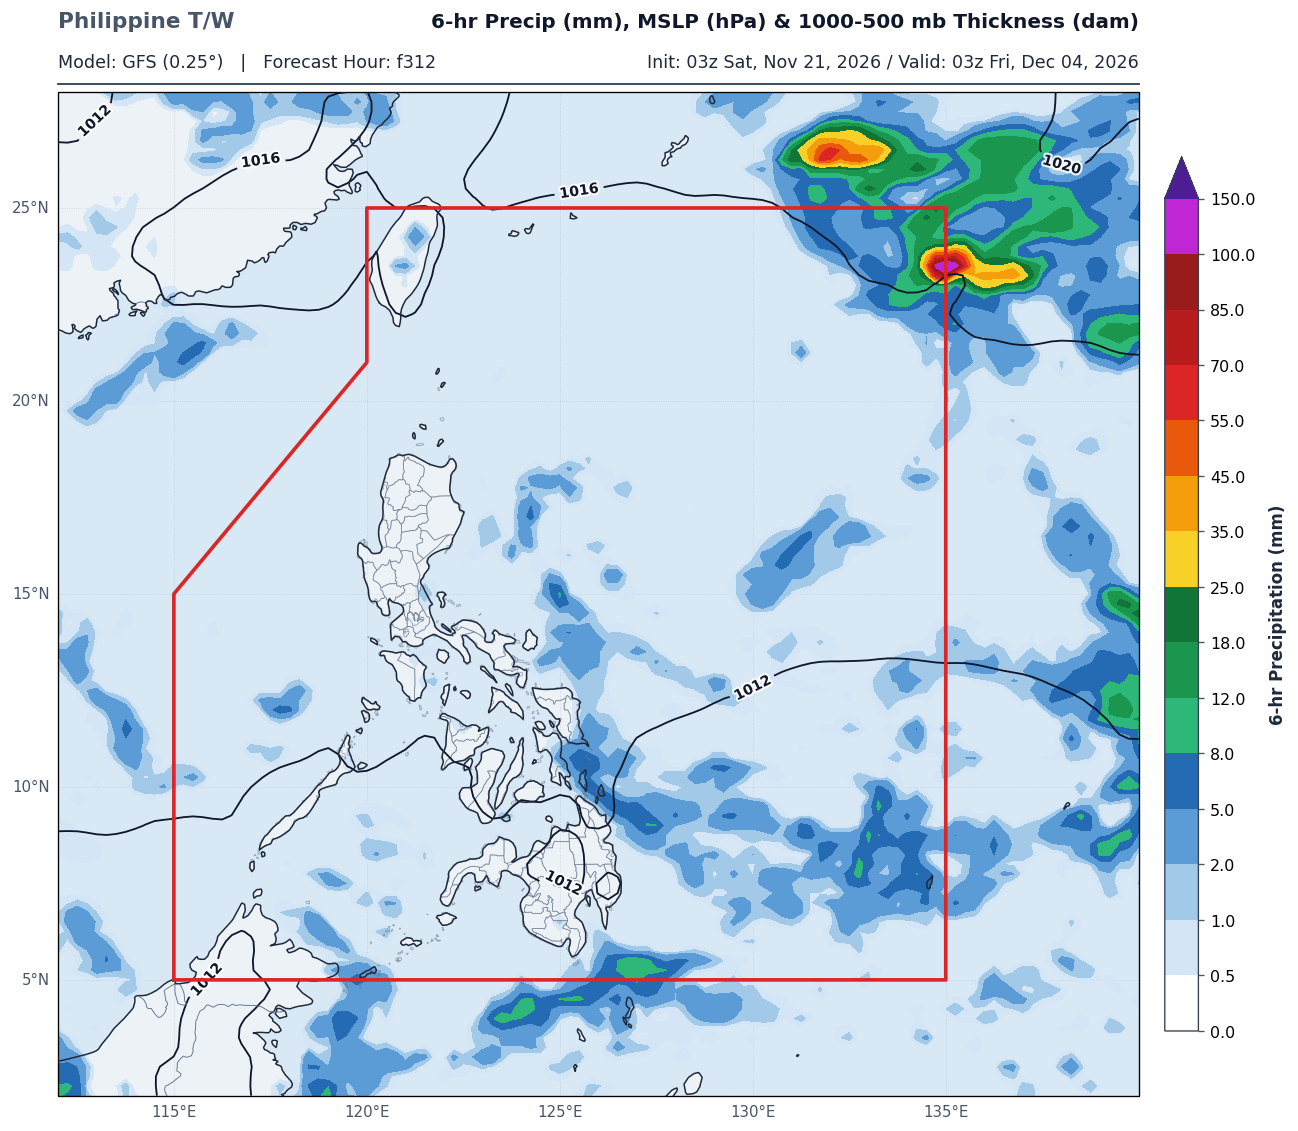 Philippine T/W
6-hr Precip (mm), MSLP (hPa) & 1000-500 mb Thickness (dam)
Model: GFS (0.25°) | Forecast Hour: f312
Init: 03z Sat, Nov 21, 2026 / Valid: 03z Fri, Dec 04, 2026
1012
1016
1016
1020
1012
1012
1012
25°N
20°N
15°N
10°N
5°N
115°E
120°E
125°E
130°E
135°E
150.0
100.0
85.0
70.0
55.0
45.0
35.0
25.0
18.0
12.0
8.0
5.0
2.0
1.0
0.5
0.0
6-hr Precipitation (mm)